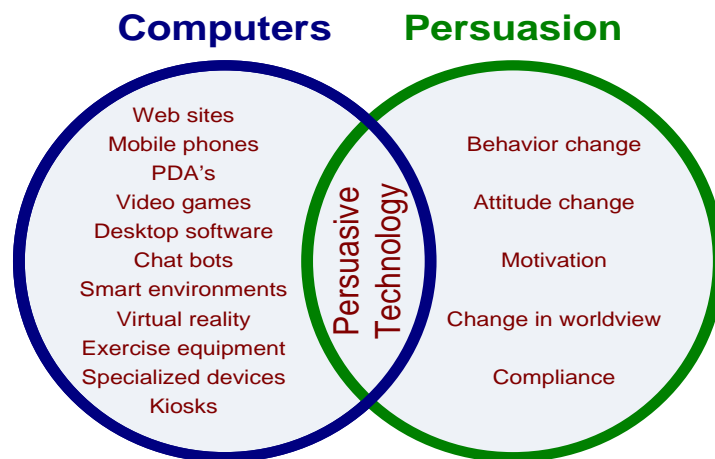 Computers
Persuasion
Web sites
Mobile phones
PDA's
Video games
Desktop software
Chat bots
Smart environments
Virtual reality
Exercise equipment
Specialized devices
Kiosks
Persuasive
Technology
Behavior change
Attitude change
Motivation
Change in worldview
Compliance